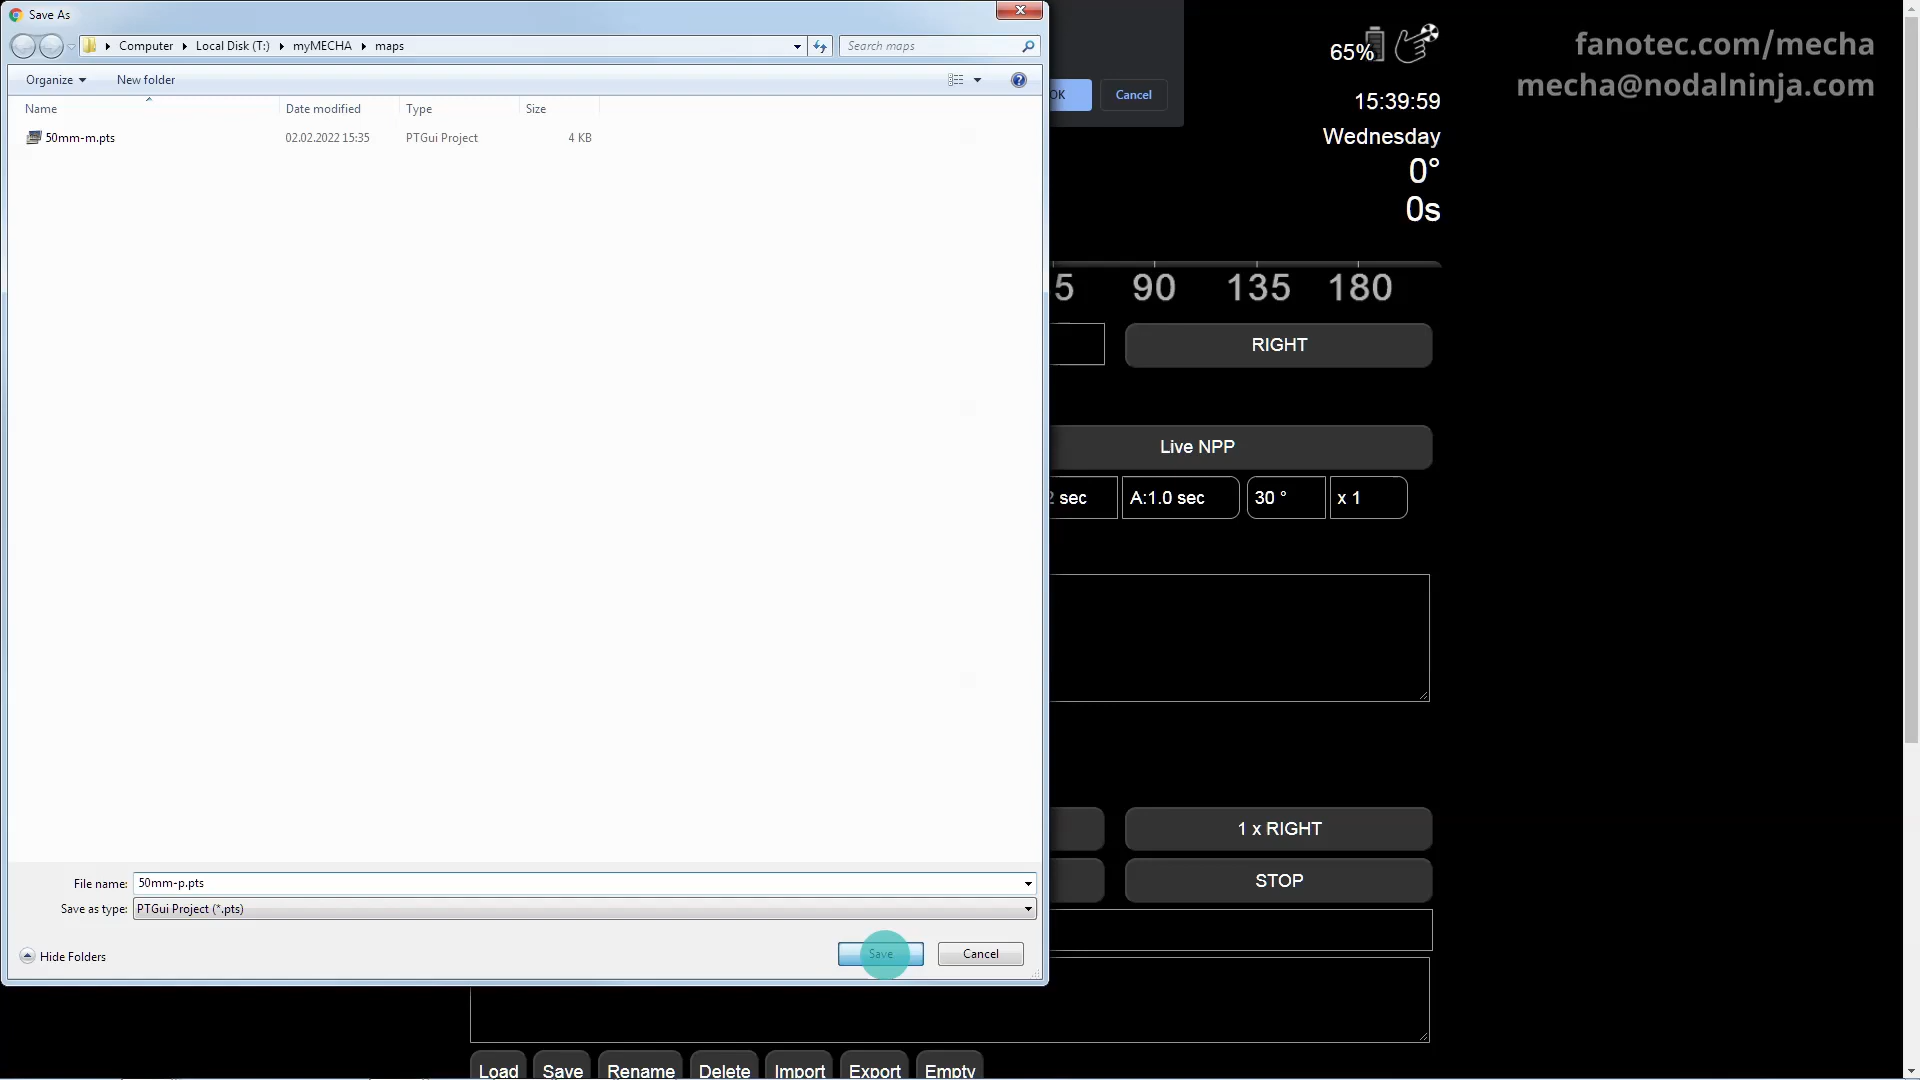 Save As
Computer Local Disk (T:) myMECHA maps
Search maps
Organize New folder
Name Date modified Type Size
50mm-m.pts 02.02.2022 15:35 PTGui Project 4 KB
File name: 50mm-p.pts
Save as type: PTGui Project (*.pts)
Hide Folders Save Cancel
OK Cancel
65%
15:39:59
Wednesday
0°
0s
fanotec.com/mecha
mecha@nodalninja.com
5 90 135 180
RIGHT
Live NPP
2 sec A:1.0 sec 30 ° x 1
1 x RIGHT
STOP
Load Save Rename Delete Import Export Empty